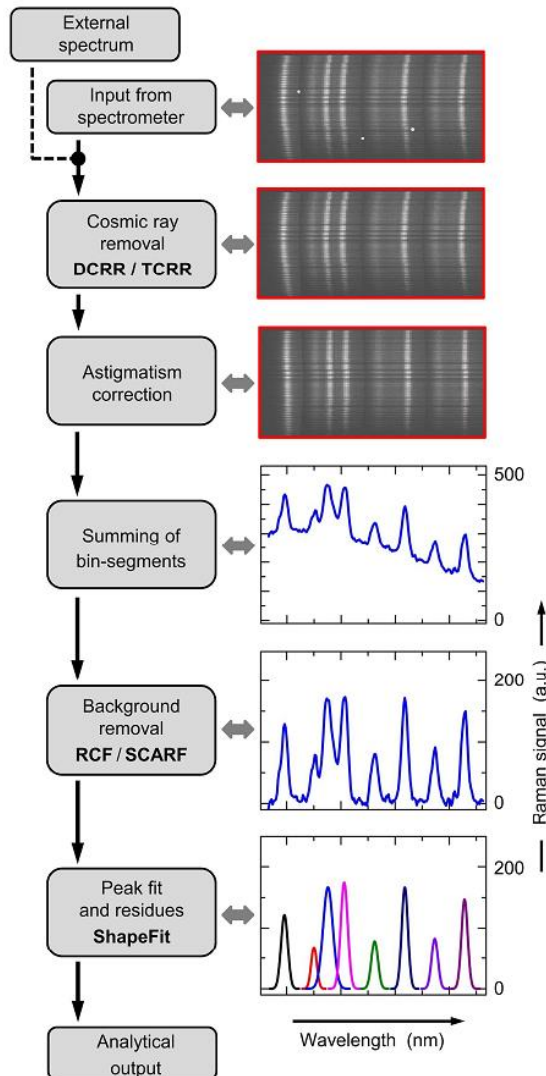 External
spectrum
Input from
spectrometer
Cosmic ray
removal
DCRR / TCRR
Astigmatism
correction
500
Summing of
bin-segments
0
Background
removal
RCF / SCARF
200
0
Raman signal (a.u.)
Peak fit
and residues
ShapeFit
200
0
Wavelength (nm)
Analytical
output